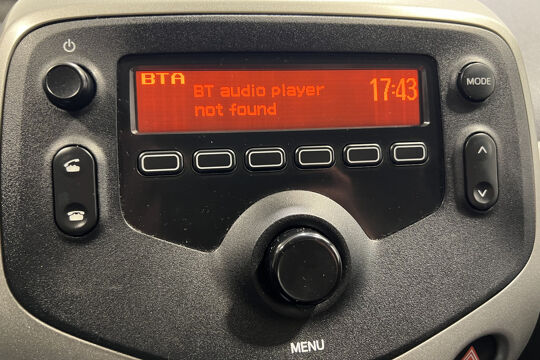 BTA
BT audio player
not found
17:43
MODE
MENU